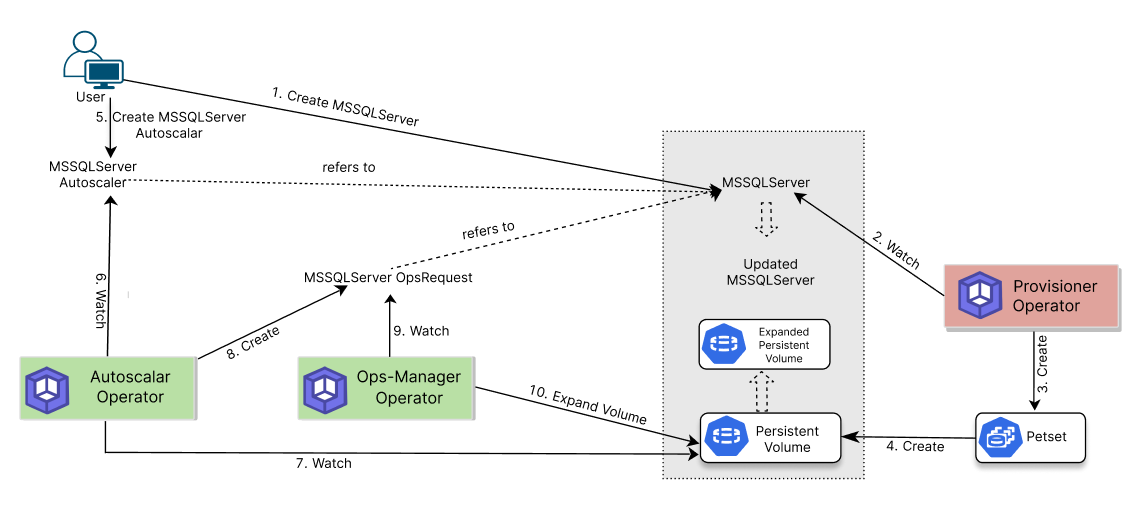 User
1. Create MSSQLServer
5. Create MSSQLServer
Autoscalar
MSSQLServer
Autoscaler
refers to
MSSQLServer
refers to
2. Watch
Updated
MSSQLServer
MSSQLServer OpsRequest
Provisioner
Operator
6. Watch
8. Create
9. Watch
Expanded
Persistent
Volume
3. Create
Autoscalar
Operator
Ops-Manager
Operator
10. Expand Volume
Persistent
Volume
4. Create
Petset
7. Watch